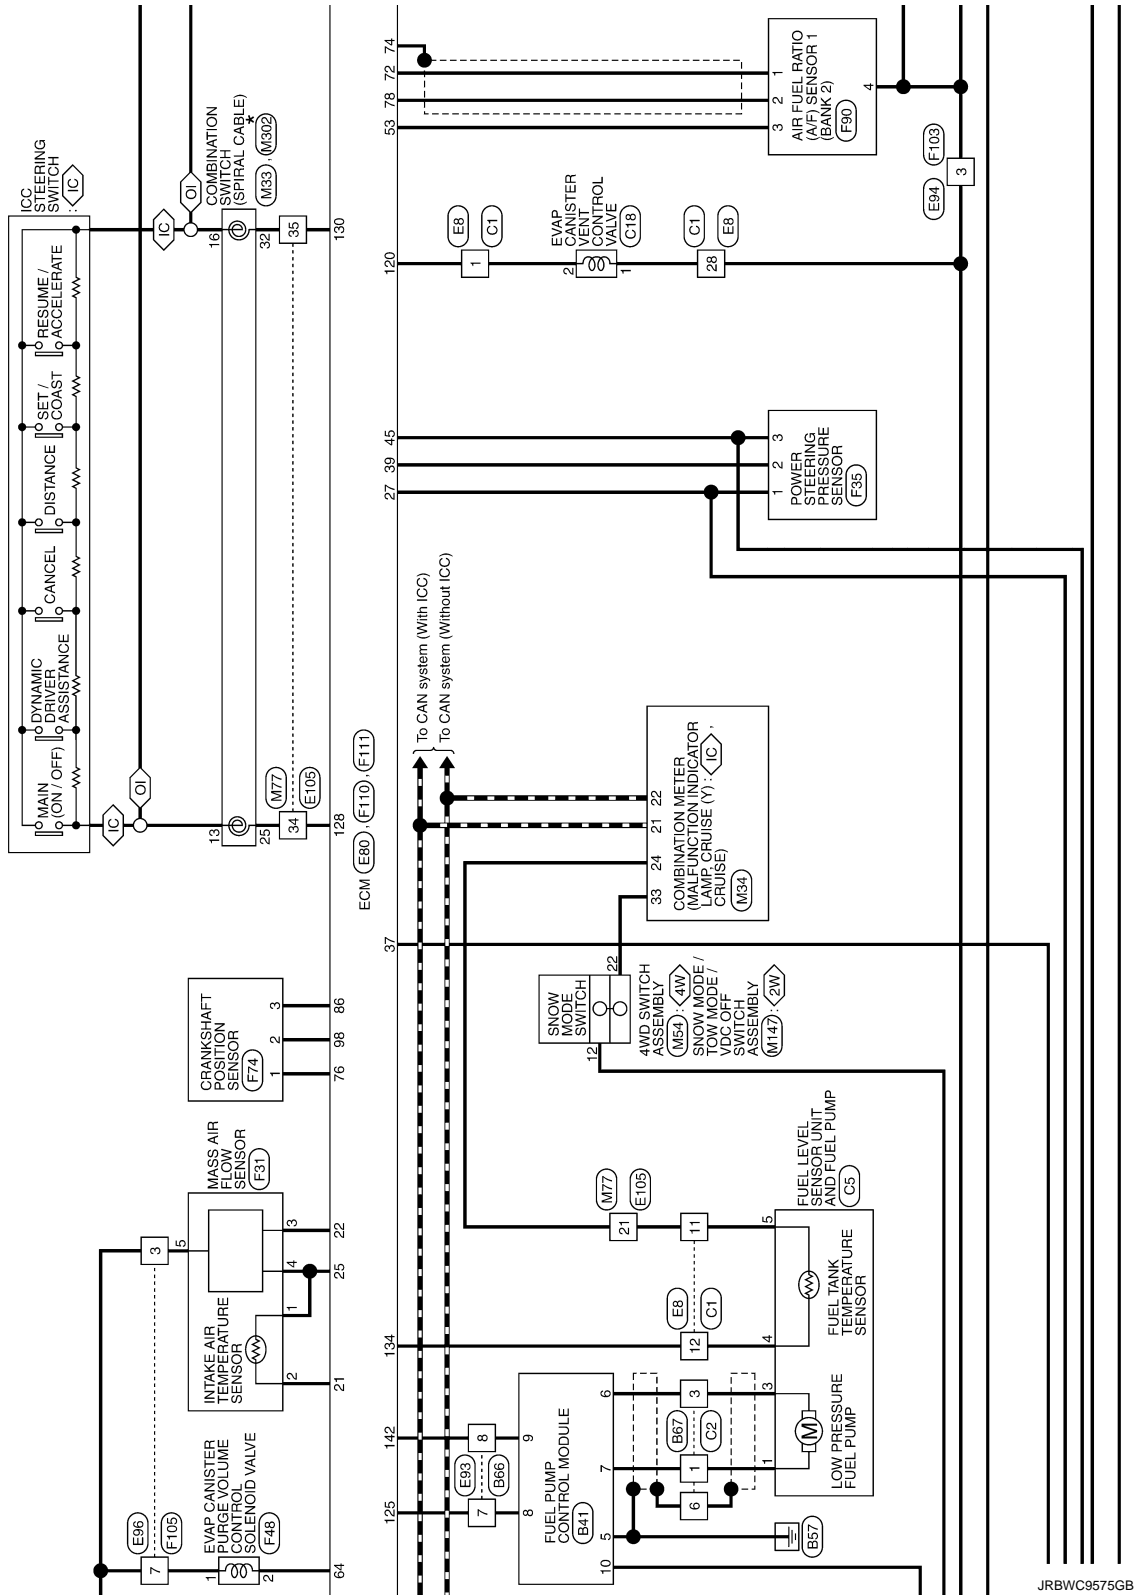 ICC
STEERING
SWITCH
: IC
MAIN
(ON / OFF)
DYNAMIC
DRIVER
ASSISTANCE
CANCEL
DISTANCE
SET /
COAST
RESUME /
ACCELERATE
IC
OI
IC
OI
13
16
COMBINATION
SWITCH
(SPIRAL CABLE)
*
M33 , M302
25
32
M77
E105
34
35
128
130
ECM E80 , F110 , F111
E96
F105
7
3
EVAP CANISTER
PURGE VOLUME
CONTROL
SOLENOID VALVE
F48
1
2
64
INTAKE AIR
TEMPERATURE
SENSOR
MASS AIR
FLOW
SENSOR
F31
5
2
1
4
3
21
25
22
CRANKSHAFT
POSITION
SENSOR
F74
1
2
3
76
98
86
125
142
134
37
27
39
45
120
53
78
72
74
To CAN system (With ICC)
To CAN system (Without ICC)
E93
B66
7
8
8
9
FUEL PUMP
CONTROL MODULE
B41
10
5
7
6
B67
C2
6
1
3
B57
E8
C1
12
11
M77
E105
21
1
3
4
5
LOW PRESSURE
FUEL PUMP
M
FUEL TANK
TEMPERATURE
SENSOR
FUEL LEVEL
SENSOR UNIT
AND FUEL PUMP
C5
SNOW
MODE
SWITCH
12
22
4WD SWITCH
ASSEMBLY
M54 : 4W
SNOW MODE /
TOW MODE /
VDC OFF
SWITCH
ASSEMBLY
M147 : 2W
33
24
21
22
COMBINATION METER
(MALFUNCTION INDICATOR
LAMP, CRUISE (Y) : IC ,
CRUISE)
M34
1
2
3
POWER
STEERING
PRESSURE
SENSOR
F35
E8
C1
1
EVAP
CANISTER
VENT
CONTROL
VALVE
C18
2
1
C1
E8
28
3
2
1
AIR FUEL RATIO
(A/F) SENSOR 1
(BANK 2)
F90
4
E94
F103
3
JRBWC9575GB